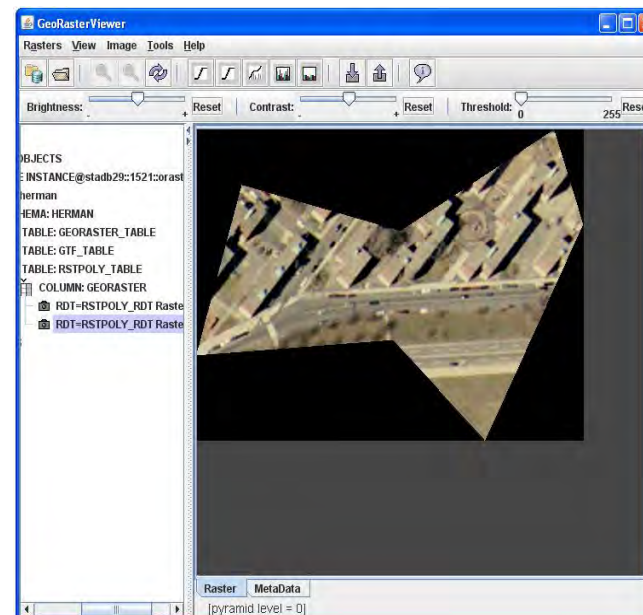 GeoRasterViewer
Rasters View Image Tools Help
Brightness: - + Reset Contrast: - + Reset Threshold: 0 255 Rese
OBJECTS
E INSTANCE@stadb29::1521::orast
herman
HEMA: HERMAN
TABLE: GEORASTER_TABLE
TABLE: GTF_TABLE
TABLE: RSTPOLY_TABLE
COLUMN: GEORASTER
RDT=RSTPOLY_RDT Raste
RDT=RSTPOLY_RDT Raste
Raster MetaData
[pyramid level = 0]